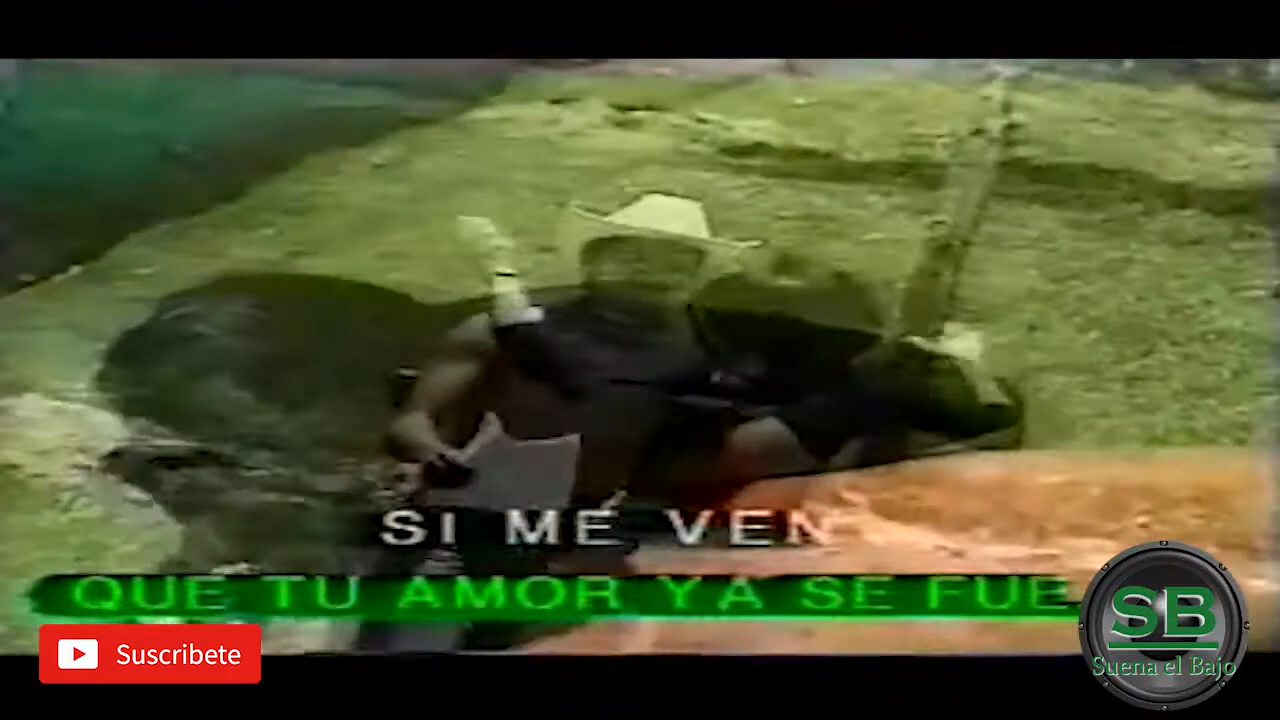 SI ME VEN
QUE TU AMOR YA SE FUE
Suscribete
SB
Suena el Bajo